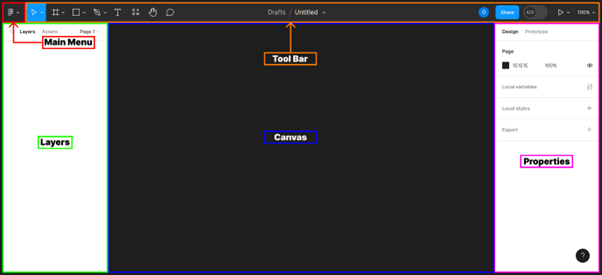 Drafts / Untitled
D
Share
</>
100%
Layers Assets Page 1
Main Menu
Tool Bar
Design Prototype
Page
1E1E1E 100%
Local variables
Local styles
Export
Canvas
Layers
Properties
?